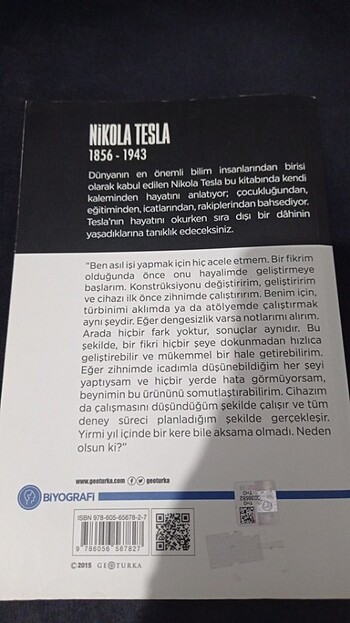 NİKOLA TESLA
1856 - 1943
Dünyanın en önemli bilim insanlarından birisi
olarak kabul edilen Nikola Tesla bu kitabında kendi
kaleminden hayatını anlatıyor; çocukluğundan,
eğitiminden, icatlarından, rakiplerinden bahsediyor.
Tesla'nın hayatını okurken sıra dışı bir dâhinin
yaşadıklarına tanıklık edeceksiniz.
"Ben asıl işi yapmak için hiç acele etmem. Bir fikrim
olduğunda önce onu hayalimde geliştirmeye
başlarım. Konstrüksiyonu değiştiririm, geliştiririm
ve cihazı ilk önce zihnimde çalıştırırım. Benim için,
türbinimi aklımda ya da atölyemde çalıştırmak
aynı şeydir. Eğer dengesizlik varsa notlarımı alırım.
Arada hiçbir fark yoktur, sonuçlar aynıdır. Bu
şekilde, bir fikri hiçbir şeye dokunmadan hızlıca
geliştirebilir ve mükemmel bir hale getirebilirim.
Eğer zihnimde icadımla düşünebildiğim her şeyi
yaptıysam ve hiçbir yerde hata görmüyorsam,
beynimin bu ürününü somutlaştırabilirim. Cihazım
da çalışmasını düşündüğüm şekilde çalışır ve tüm
deney süreci planladığım şekilde gerçekleşir.
Yirmi yıl içinde bir kere bile aksama olmadı. Neden
olsun ki?"
www.geoturka.com geoturka
BİYOGRAFİ
ISBN 978-605-65678-2-7
9 786056 567827
© 2015 GEOTURKA